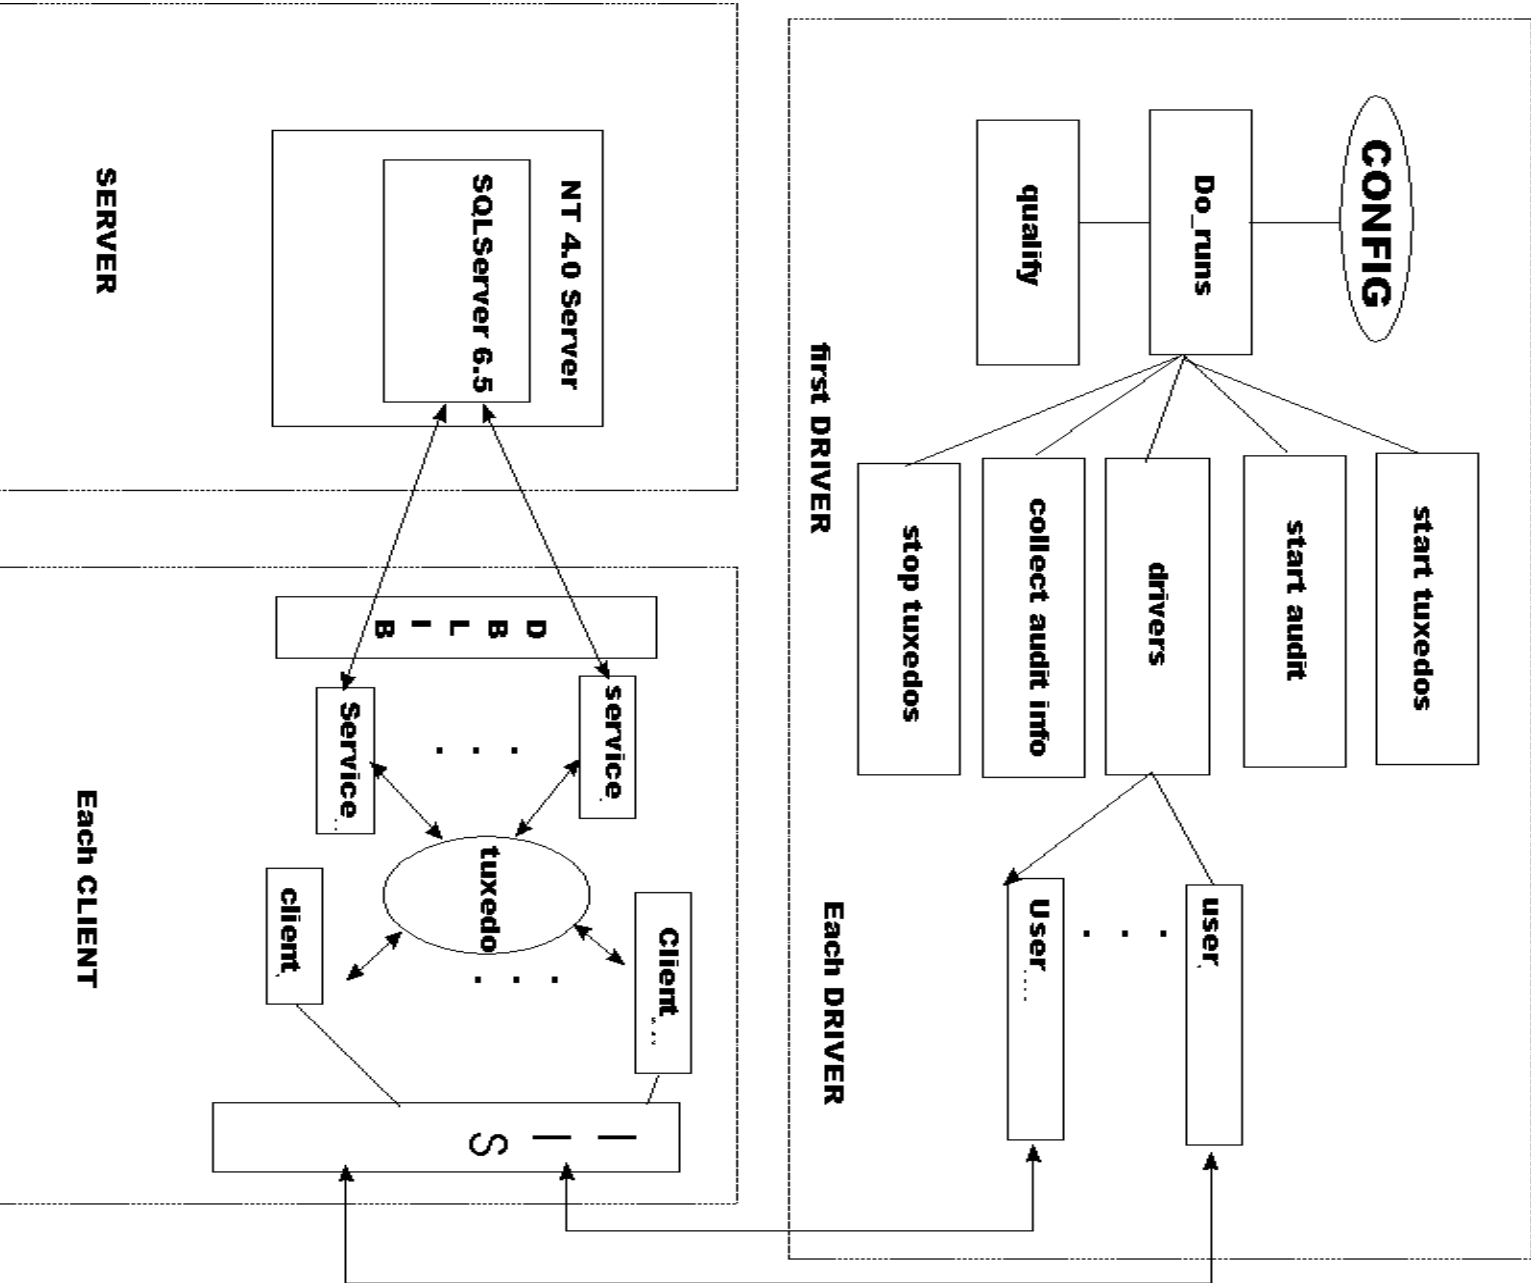 CONFIG
Do_runs
qualify
start tuxedos
start audit
drivers
collect audit info
stop tuxedos
user
. . .
User....
first DRIVER
Each DRIVER
NT 4.0 Server
SQLServer 6.5
SERVER
D
B
L
I
B
service
. . .
Service
tuxedo
Client
. . .
client
I
I
S
Each CLIENT